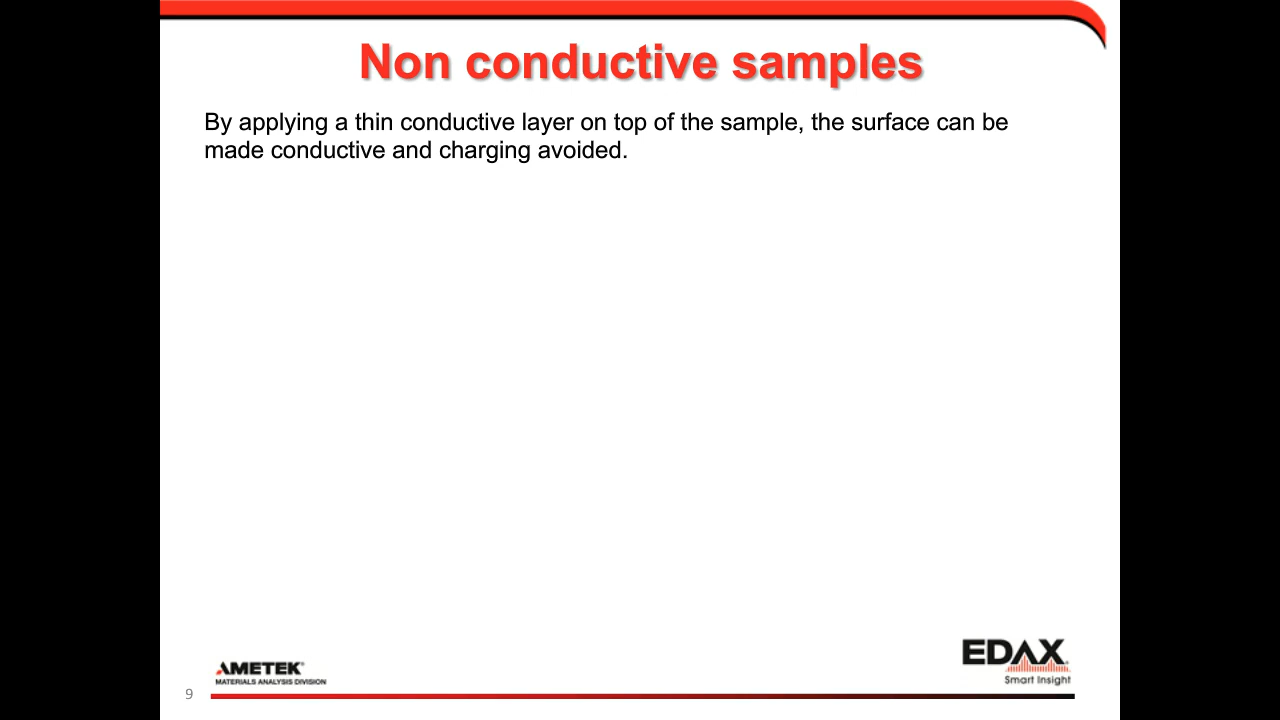 Non conductive samples
By applying a thin conductive layer on top of the sample, the surface can be
made conductive and charging avoided.
AMETEK®
MATERIALS ANALYSIS DIVISION
EDAX
Smart Insight
9